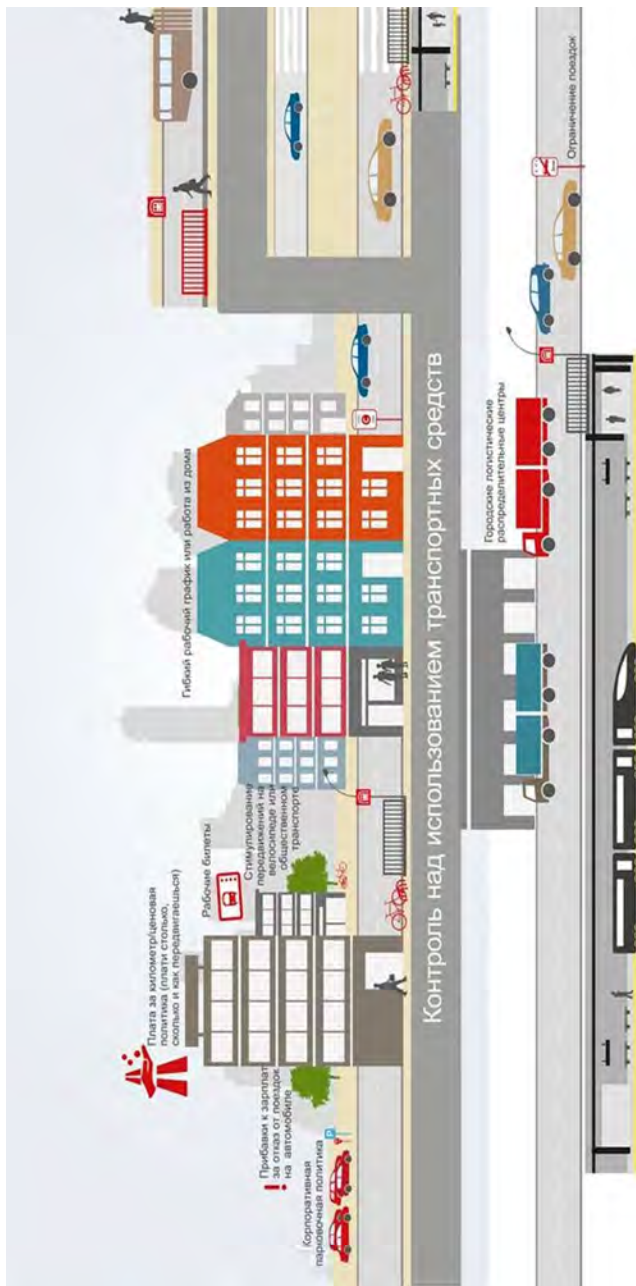 Плата за километр/ценовая
политика (плати столько,
сколько и как передвигаешься)
Рабочие билеты
Стимулирование
передвижений на
велосипеде или
общественном
транспорте
Гибкий рабочий график или работа из дома
! Прибавки к зарплат
за отказ от поездок
на автомобиле
Корпоративная
парковочная политика
P
Контроль над использованием транспортных средств
Городские логистические
распределительные центры
Ограничение поездок